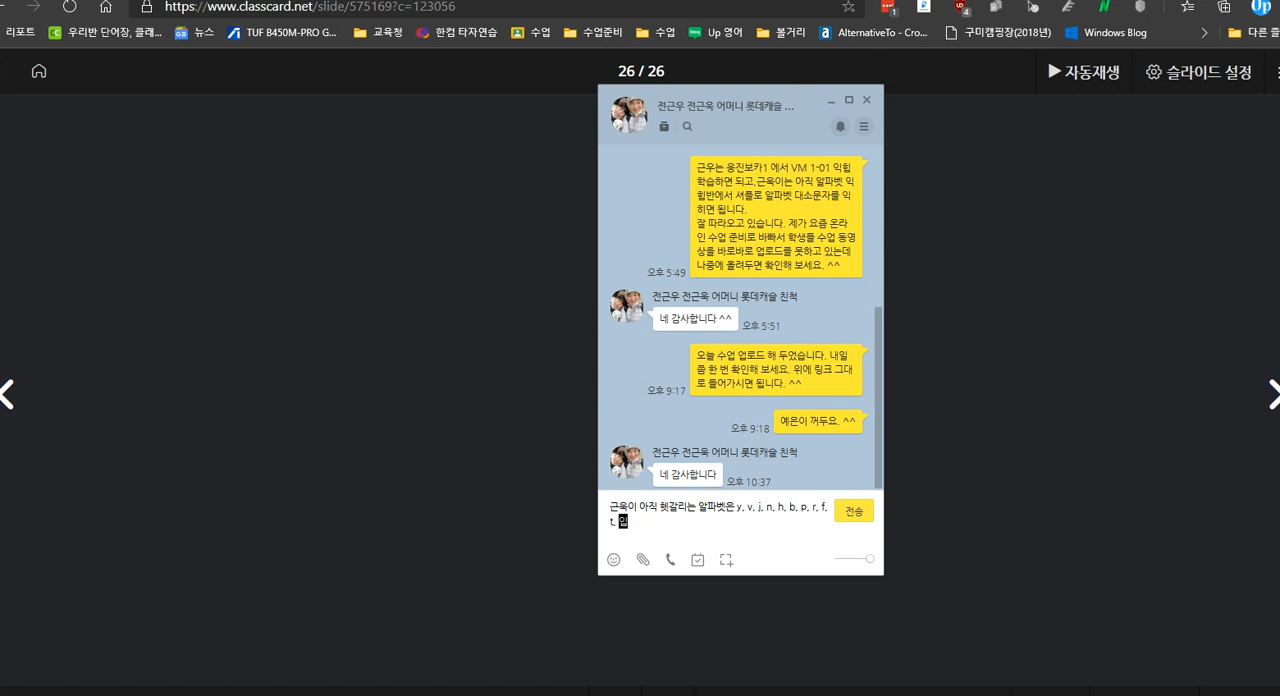 https://www.classcard.net/slide/575169?c=123056
1
4
Up
리포트 우리반 단어장, 클래... 뉴스 TUF B450M-PRO G... 교육청 한컴 타자연습 수업 수업준비 수업 Up 영어 볼거리 AlternativeTo - Cro... 구미캠핑장(2018년) Windows Blog 다른 즐
26 / 26
자동재생 슬라이드 설정
전근우 전근욱 어머니 롯데캐슬 ...
근우는 웅진보카1 에서 VM 1-01 익힘
학습하면 되고,근욱이는 아직 알파벳 익
힘반에서 셔플로 알파벳 대소문자를 익
히면 됩니다.
잘 따라오고 있습니다. 제가 요즘 온라
인 수업 준비로 바빠서 학생들 수업 동영
상을 바로바로 업로드를 못하고 있는데
나중에 올려두면 확인해 보세요. ^^
오후 5:49
전근우 전근욱 어머니 롯데캐슬 친척
네 감사합니다 ^^
오후 5:51
오늘 수업 업로드 해 두었습니다. 내일
쯤 한 번 확인해 보세요. 위에 링크 그대
로 들어가시면 됩니다. ^^
오후 9:17
예은이 꺼두요. ^^
오후 9:18
전근우 전근욱 어머니 롯데캐슬 친척
네 감사합니다
오후 10:37
근욱이 아직 헷갈리는 알파벳은 y, v, j, n, h, b, p, r, f,
t, 입
전송